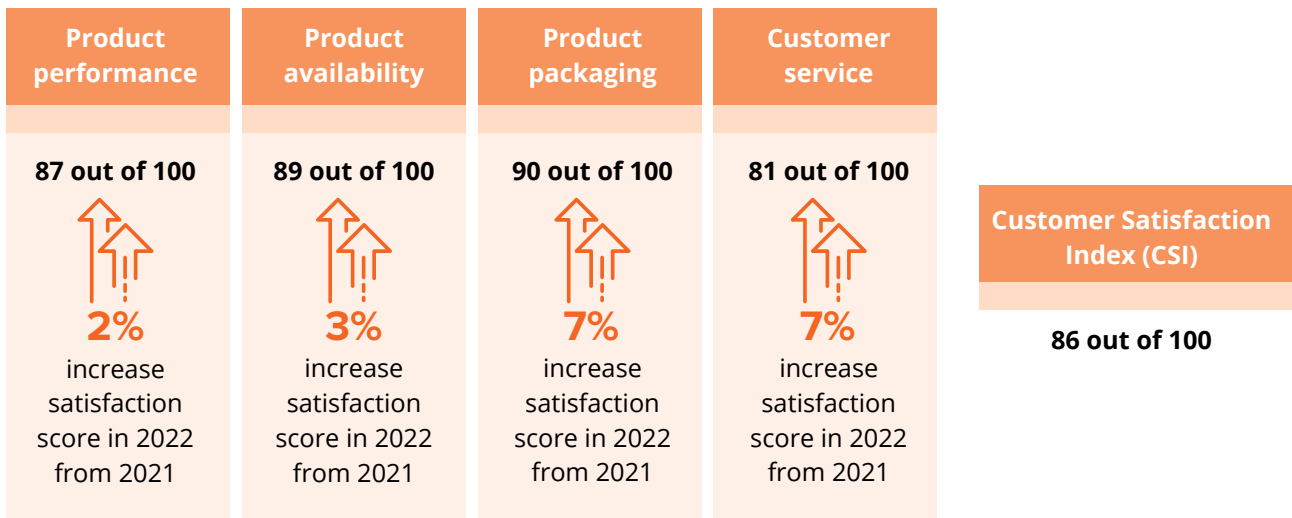 Product
performance
87 out of 100
2%
increase
satisfaction
score in 2022
from 2021
Product
availability
89 out of 100
3%
increase
satisfaction
score in 2022
from 2021
Product
packaging
90 out of 100
7%
increase
satisfaction
score in 2022
from 2021
Customer
service
81 out of 100
7%
increase
satisfaction
score in 2022
from 2021
Customer Satisfaction
Index (CSI)
86 out of 100